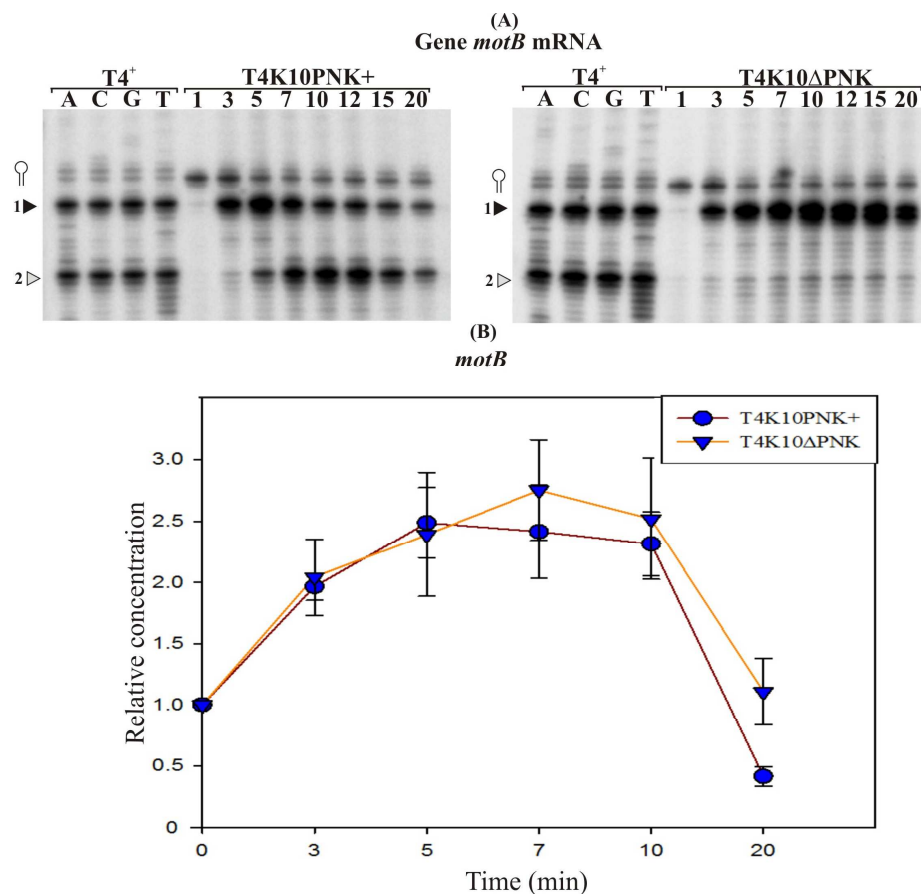 (A)
Gene motB mRNA
T4⁺ T4K10PNK+
A C G T 1 3 5 7 10 12 15 20
1
2
T4⁺ T4K10ΔPNK
A C G T 1 3 5 7 10 12 15 20
1
2
(B)
motB
T4K10PNK+
T4K10ΔPNK
Relative concentration
3.0
2.5
2.0
1.5
1.0
0.5
0
0 3 5 7 10 20
Time (min)